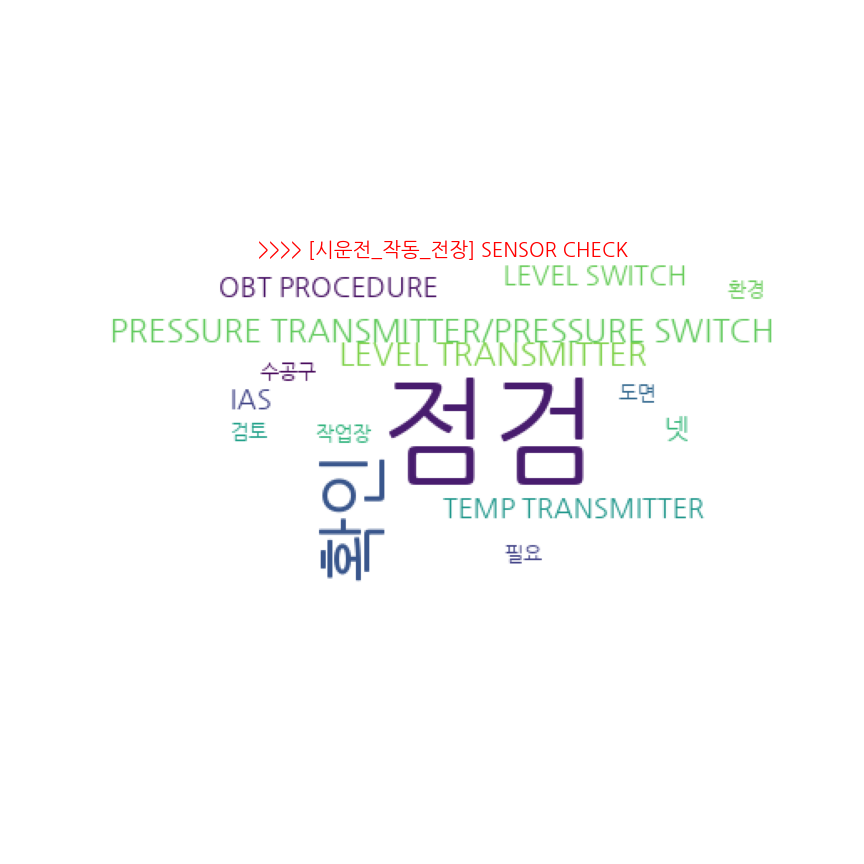 >>>> [시운전_작동_전장] SENSOR CHECK
LEVEL SWITCH
OBT PROCEDURE
환경
PRESSURE TRANSMITTER/PRESSURE SWITCH
LEVEL TRANSMITTER
수공구
도면
IAS
점검
검토
작업장
넷
확인
TEMP TRANSMITTER
필요